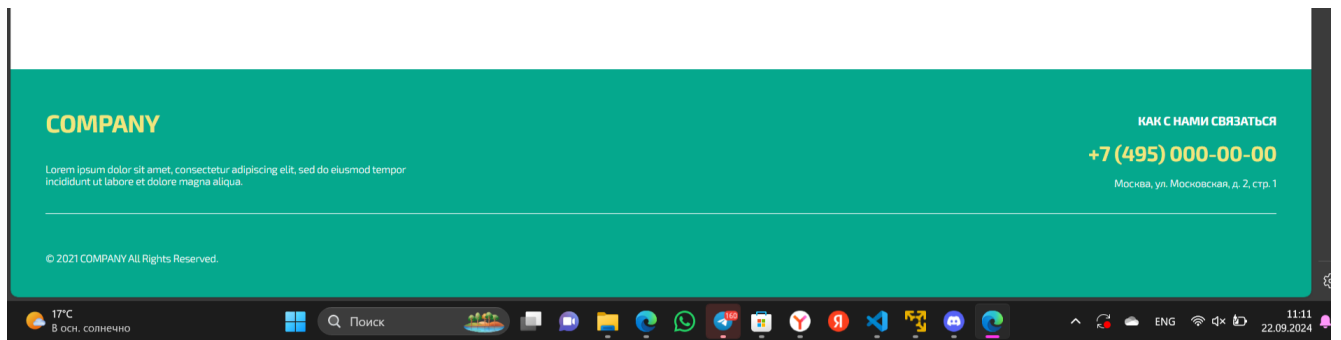 COMPANY
Lorem ipsum dolor sit amet, consectetur adipiscing elit, sed do eiusmod tempor
incididunt ut labore et dolore magna aliqua.
КАК С НАМИ СВЯЗАТЬСЯ
+7 (495) 000-00-00
Москва, ул. Московская, д. 2, стр. 1
© 2021 COMPANY All Rights Reserved.
17°C
В осн. солнечно
Поиск
160
Я
ENG
11:11
22.09.2024